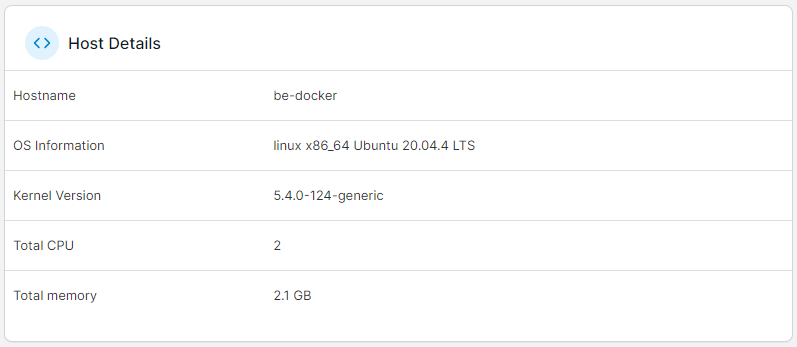 Host Details
Hostname be-docker
OS Information linux x86_64 Ubuntu 20.04.4 LTS
Kernel Version 5.4.0-124-generic
Total CPU 2
Total memory 2.1 GB